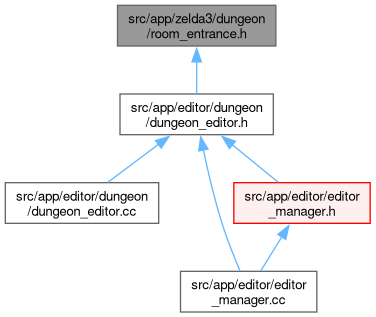 src/app/zelda3/dungeon
/room_entrance.h
src/app/editor/dungeon
/dungeon_editor.h
src/app/editor/dungeon
/dungeon_editor.cc
src/app/editor/editor
_manager.h
src/app/editor/editor
_manager.cc